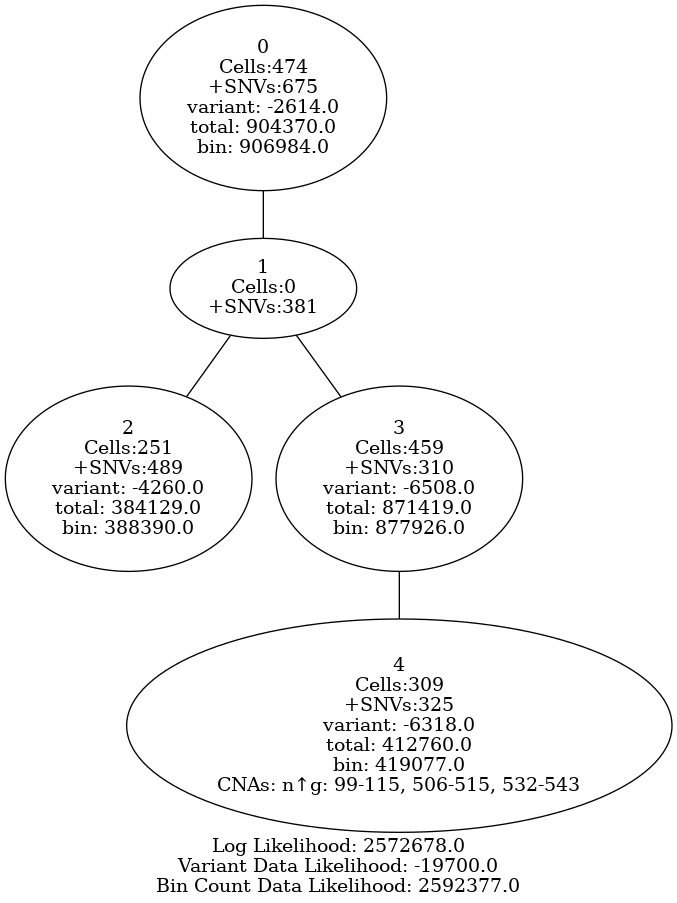 0
Cells:474
+SNVs:675
variant: -2614.0
total: 904370.0
bin: 906984.0
1
Cells:0
+SNVs:381
2
Cells:251
+SNVs:489
variant: -4260.0
total: 384129.0
bin: 388390.0
3
Cells:459
+SNVs:310
variant: -6508.0
total: 871419.0
bin: 877926.0
4
Cells:309
+SNVs:325
variant: -6318.0
total: 412760.0
bin: 419077.0
CNAs: n↑g: 99-115, 506-515, 532-543
Log Likelihood: 2572678.0
Variant Data Likelihood: -19700.0
Bin Count Data Likelihood: 2592377.0